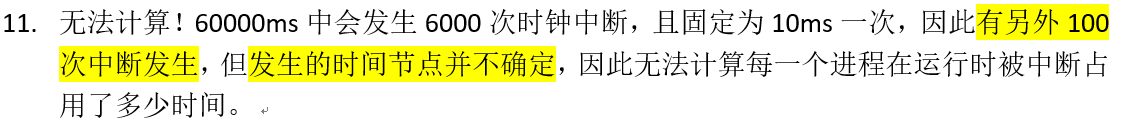 11. 无法计算！60000ms 中会发生 6000 次时钟中断，且固定为 10ms 一次，因此有另外 100
次中断发生，但发生的时间节点并不确定，因此无法计算每一个进程在运行时被中断占
用了多少时间。